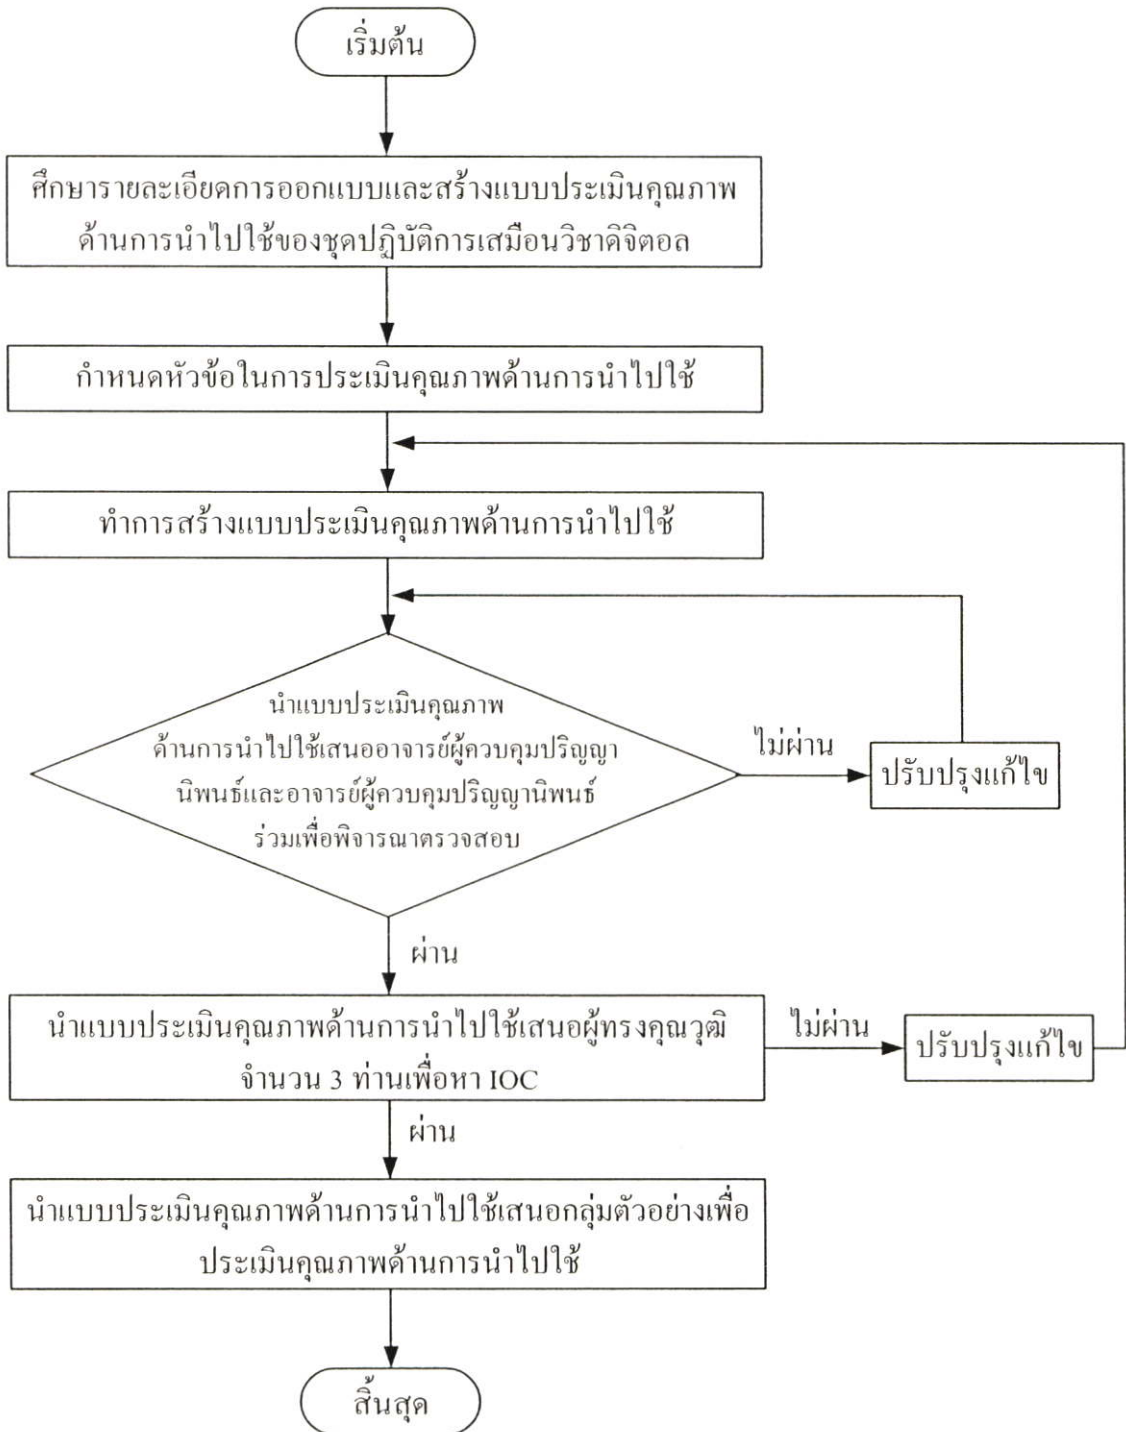 เริ่มต้น
ศึกษารายละเอียดการออกแบบและสร้างแบบประเมินคุณภาพ
ด้านการนำไปใช้ของชุดปฏิบัติการเสมือนวิชาดิจิตอล
กำหนดหัวข้อในการประเมินคุณภาพด้านการนำไปใช้
ทำการสร้างแบบประเมินคุณภาพด้านการนำไปใช้
นำแบบประเมินคุณภาพ
ด้านการนำไปใช้เสนออาจารย์ผู้ควบคุมปริญญา
นิพนธ์และอาจารย์ผู้ควบคุมปริญญานิพนธ์
ร่วมเพื่อพิจารณาตรวจสอบ
ไม่ผ่าน
ปรับปรุงแก้ไข
ผ่าน
นำแบบประเมินคุณภาพด้านการนำไปใช้เสนอผู้ทรงคุณวุฒิ
จำนวน 3 ท่านเพื่อหา IOC
ไม่ผ่าน
ปรับปรุงแก้ไข
ผ่าน
นำแบบประเมินคุณภาพด้านการนำไปใช้เสนอกลุ่มตัวอย่างเพื่อ
ประเมินคุณภาพด้านการนำไปใช้
สิ้นสุด